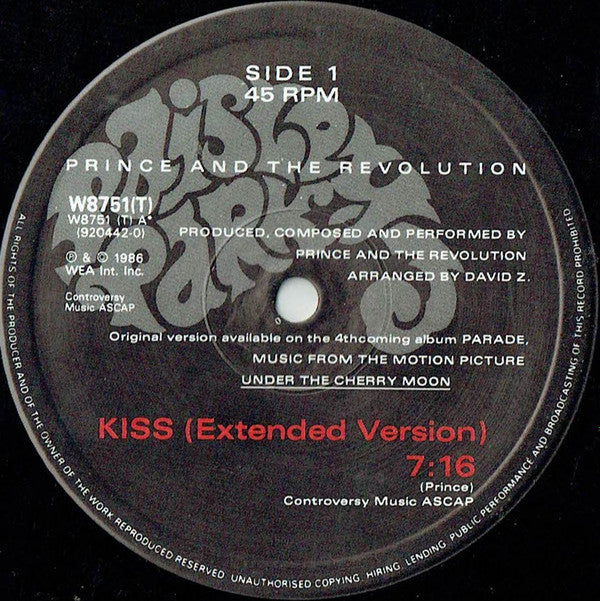 SIDE 1
45 RPM
PAISLEY
PARK
PRINCE AND THE REVOLUTION
W8751(T)
W8751 (T) A*
(920442-0)
℗ & © 1986
WEA Int. Inc.
Controversy
Music ASCAP
PRODUCED, COMPOSED AND PERFORMED BY
PRINCE AND THE REVOLUTION
ARRANGED BY DAVID Z.
Original version available on the 4thcoming album PARADE,
MUSIC FROM THE MOTION PICTURE
UNDER THE CHERRY MOON
KISS (Extended Version)
7:16
(Prince)
Controversy Music ASCAP
ALL RIGHTS OF THE PRODUCER AND OF THE OWNER OF THE WORK REPRODUCED RESERVED. UNAUTHORISED COPYING, HIRING, LENDING, PUBLIC PERFORMANCE AND BROADCASTING OF THIS RECORD PROHIBITED